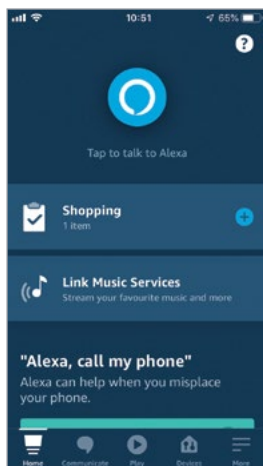 10:51
65%
?
Tap to talk to Alexa
Shopping
1 item
Link Music Services
Stream your favourite music and more
"Alexa, call my phone"
Alexa can help when you misplace
your phone.
Home Communicate Play Devices More